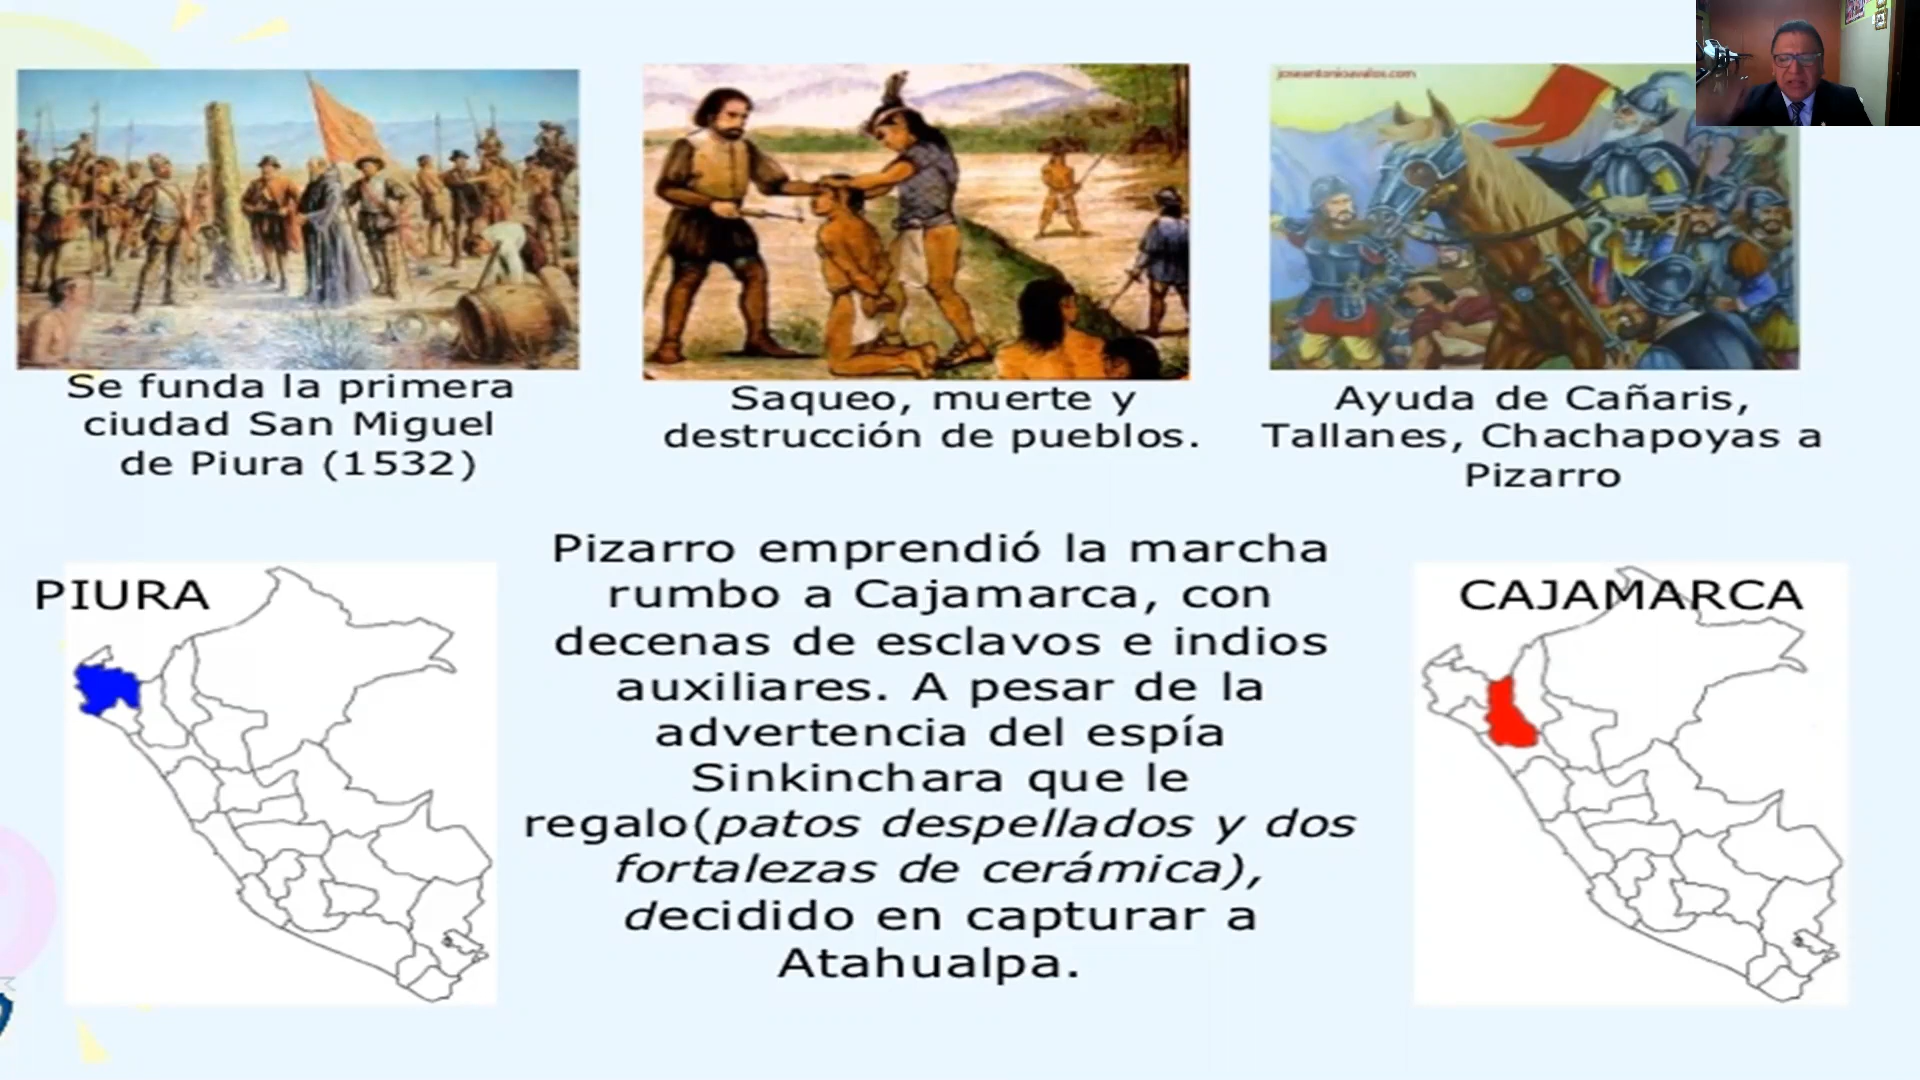 joseantonioavalos.com
Se funda la primera
ciudad San Miguel
de Piura (1532)
Saqueo, muerte y
destrucción de pueblos.
Ayuda de Cañaris,
Tallanes, Chachapoyas a
Pizarro
PIURA
Pizarro emprendió la marcha
rumbo a Cajamarca, con
decenas de esclavos e indios
auxiliares. A pesar de la
advertencia del espía
Sinkinchara que le
regalo(patos despellados y dos
fortalezas de cerámica),
decidido en capturar a
Atahualpa.
CAJAMARCA